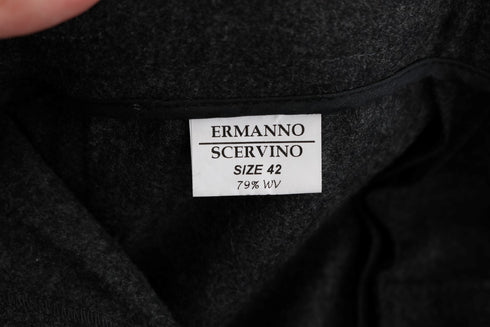 ERMANNO
SCERVINO
SIZE 42
79% WV